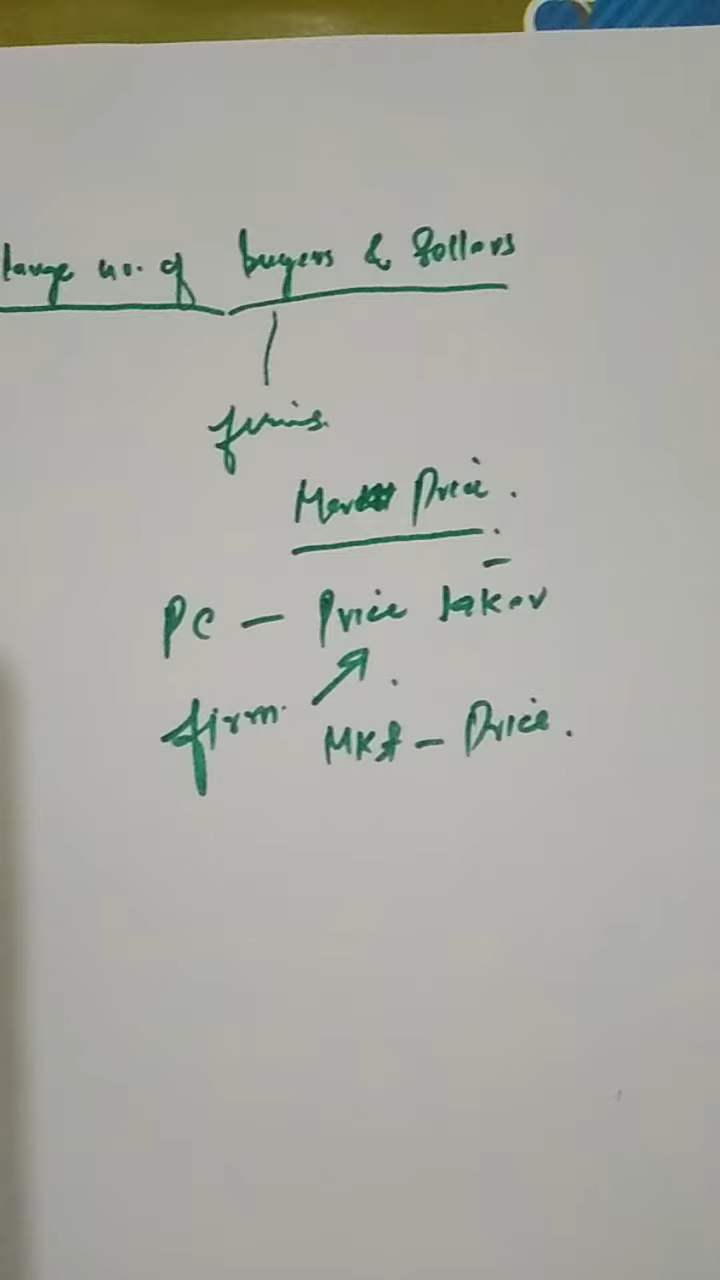 large no. of buyers & sellers
firms.
Market Price.
PC - Price taker
firm.
MKt - Price.